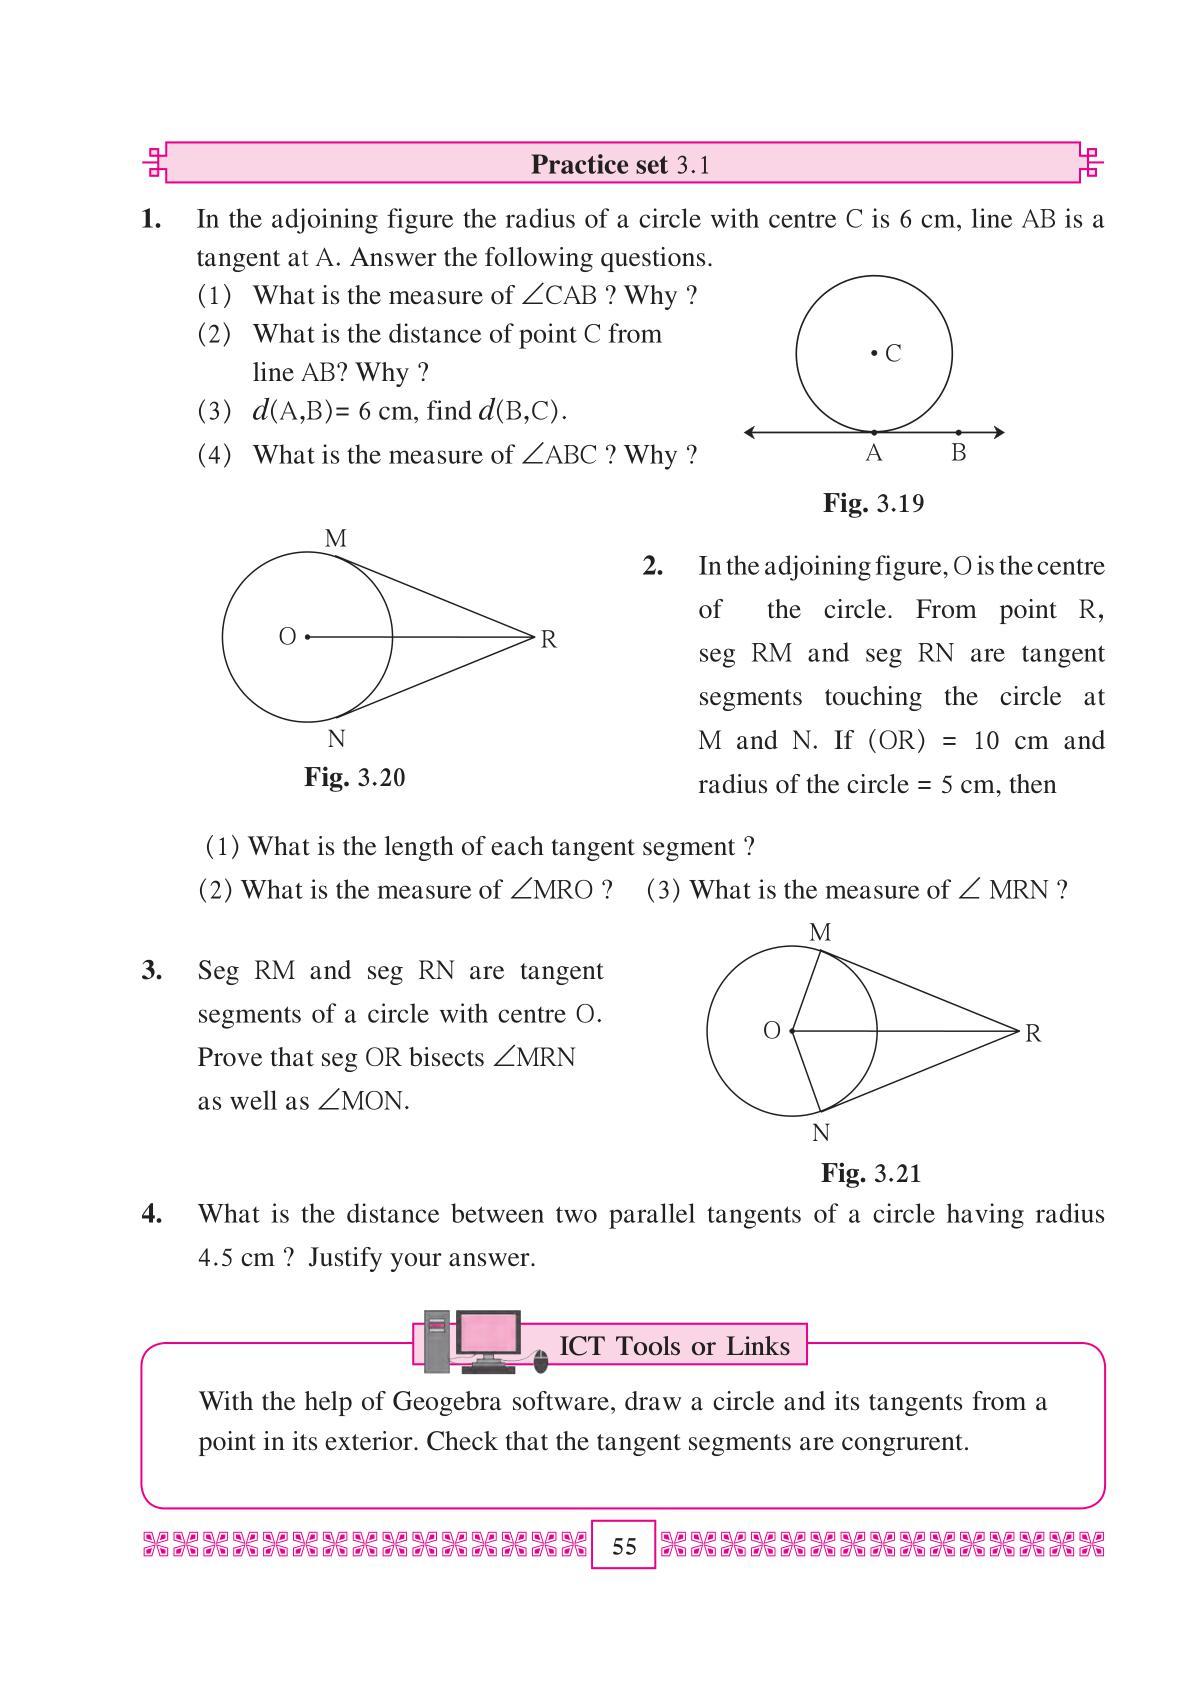 Practice set 3.1
1. In the adjoining figure the radius of a circle with centre C is 6 cm, line AB is a
tangent at A. Answer the following questions.
(1) What is the measure of ∠CAB ? Why ?
(2) What is the distance of point C from
line AB? Why ?
(3) d(A,B)= 6 cm, find d(B,C).
(4) What is the measure of ∠ABC ? Why ?
C
A B
Fig. 3.19
M
O
R
N
Fig. 3.20
2. In the adjoining figure, O is the centre
of the circle. From point R,
seg RM and seg RN are tangent
segments touching the circle at
M and N. If (OR) = 10 cm and
radius of the circle = 5 cm, then
(1) What is the length of each tangent segment ?
(2) What is the measure of ∠MRO ? (3) What is the measure of ∠ MRN ?
3. Seg RM and seg RN are tangent
segments of a circle with centre O.
Prove that seg OR bisects ∠MRN
as well as ∠MON.
M
O
R
N
Fig. 3.21
4. What is the distance between two parallel tangents of a circle having radius
4.5 cm ? Justify your answer.
ICT Tools or Links
With the help of Geogebra software, draw a circle and its tangents from a
point in its exterior. Check that the tangent segments are congrurent.
55